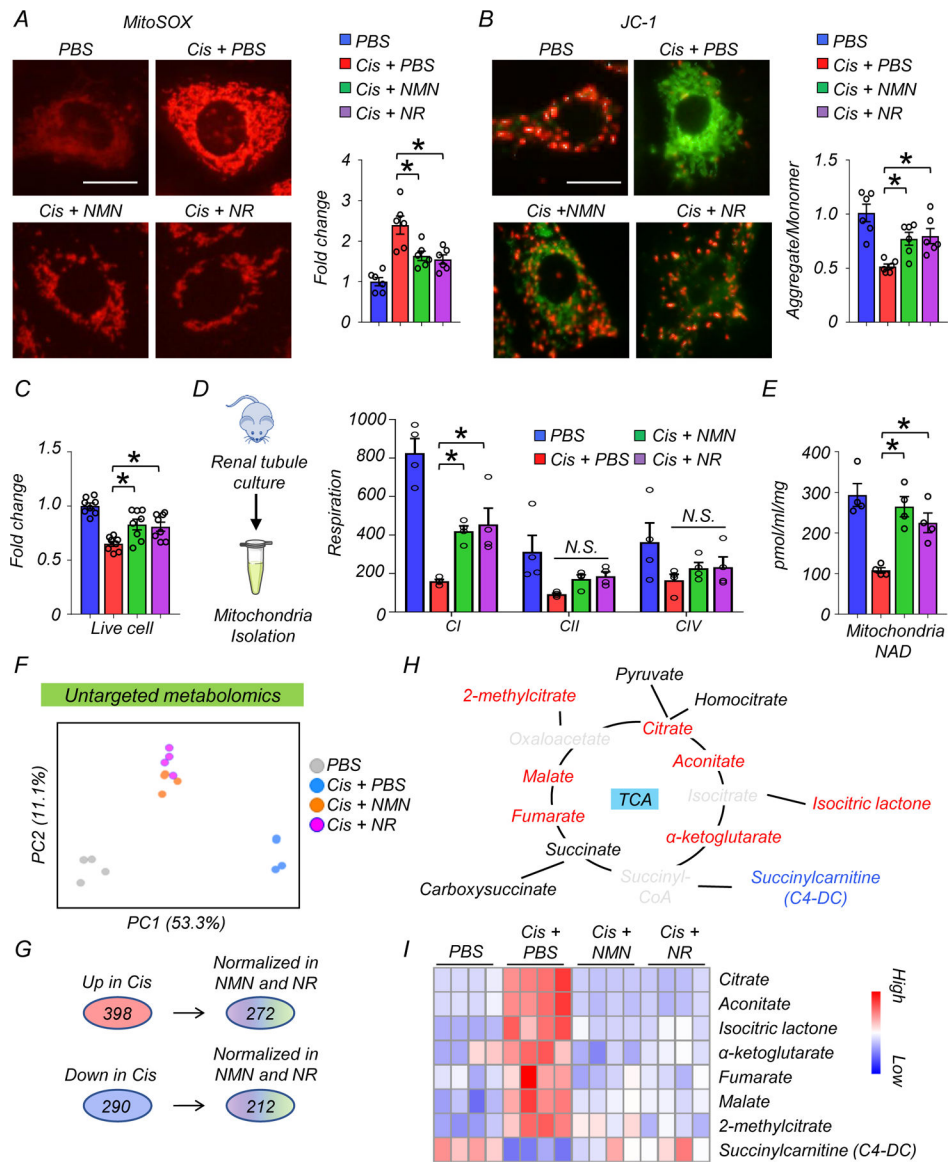 A
MitoSOX
PBS
Cis + PBS
Cis + NMN
Cis + NR
PBS
Cis + PBS
Cis + NMN
Cis + NR
Fold change
4
3
2
1
0
*
*
B
JC-1
PBS
Cis + PBS
Cis +NMN
Cis + NR
PBS
Cis + PBS
Cis + NMN
Cis + NR
Aggregate/Monomer
1.5
1.0
0.5
0
*
*
C
Fold change
1.5
1.0
0.5
0
*
*
Live cell
D
Renal tubule
culture
Mitochondria
Isolation
Respiration
1000
800
600
400
200
0
*
*
N.S.
N.S.
CI
CII
CIV
PBS
Cis + PBS
Cis + NMN
Cis + NR
E
pmol/ml/mg
400
300
200
100
0
*
*
Mitochondria
NAD
F
Untargeted metabolomics
PC2 (11.1%)
PC1 (53.3%)
PBS
Cis + PBS
Cis + NMN
Cis + NR
G
Up in Cis
398
Normalized in
NMN and NR
272
Down in Cis
290
Normalized in
NMN and NR
212
H
Pyruvate
Homocitrate
2-methylcitrate
Citrate
Oxaloacetate
Aconitate
Malate
TCA
Isocitrate
Isocitric lactone
Fumarate
α-ketoglutarate
Succinate
Succinyl-
CoA
Carboxysuccinate
Succinylcarnitine
(C4-DC)
I
PBS
Cis +
PBS
Cis +
NMN
Cis +
NR
Citrate
Aconitate
Isocitric lactone
α-ketoglutarate
Fumarate
Malate
2-methylcitrate
Succinylcarnitine (C4-DC)
High
Low